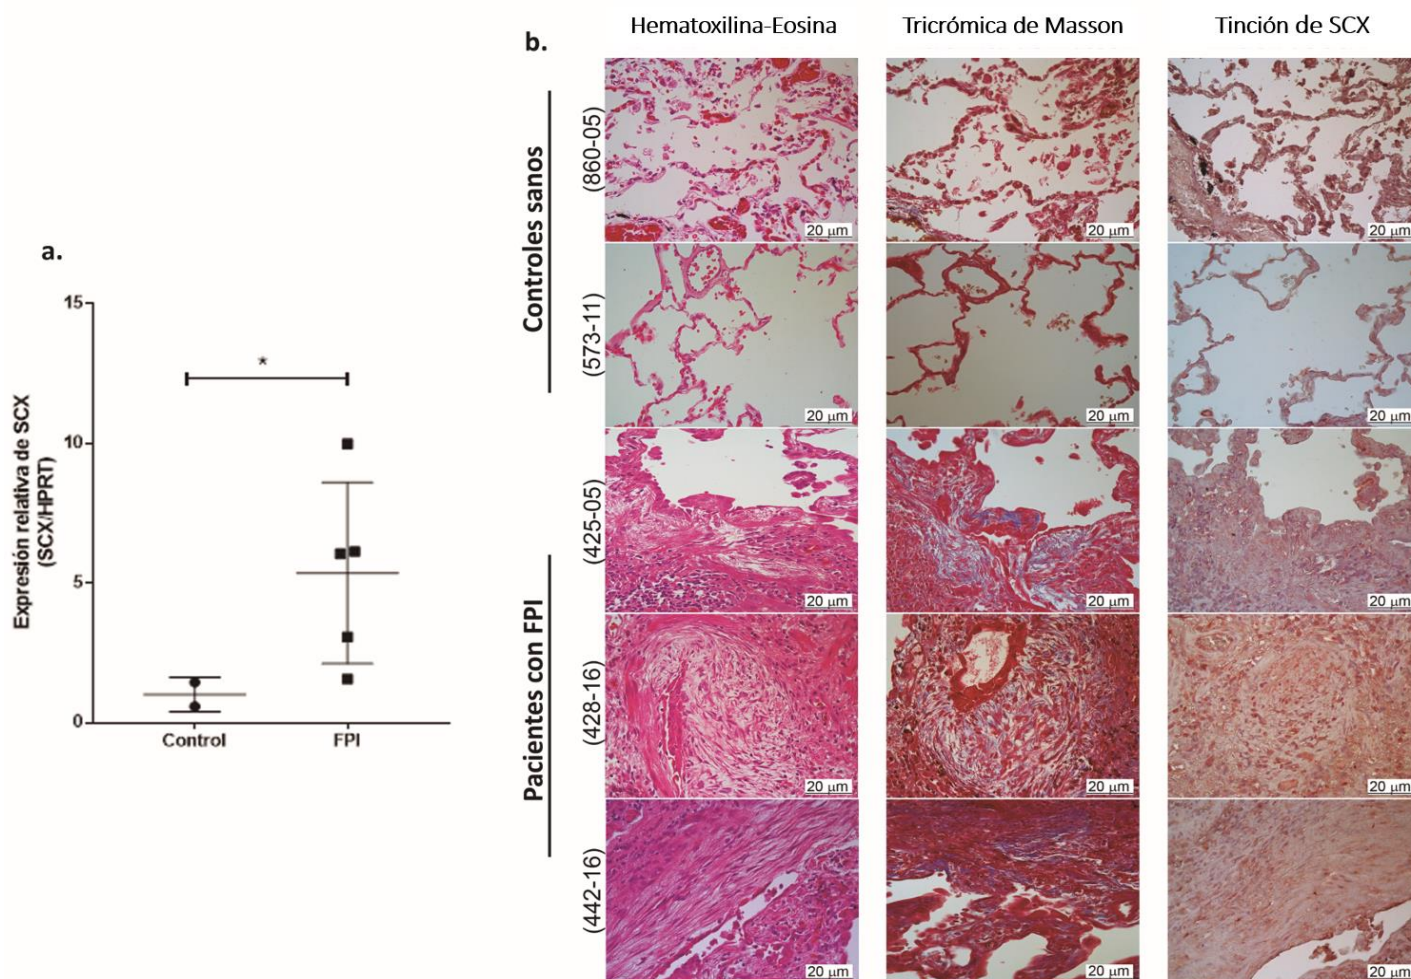 a.
Expresión relativa de SCX
(SCX/HPRT)
15
10
5
0
*
Control
FPI
b.
Hematoxilina-Eosina
Tricrómica de Masson
Tinción de SCX
Controles sanos
(860-05)
20 μm
20 μm
20 μm
(573-11)
20 μm
20 μm
20 μm
Pacientes con FPI
(425-05)
20 μm
20 μm
20 μm
(428-16)
20 μm
20 μm
20 μm
(442-16)
20 μm
20 μm
20 μm